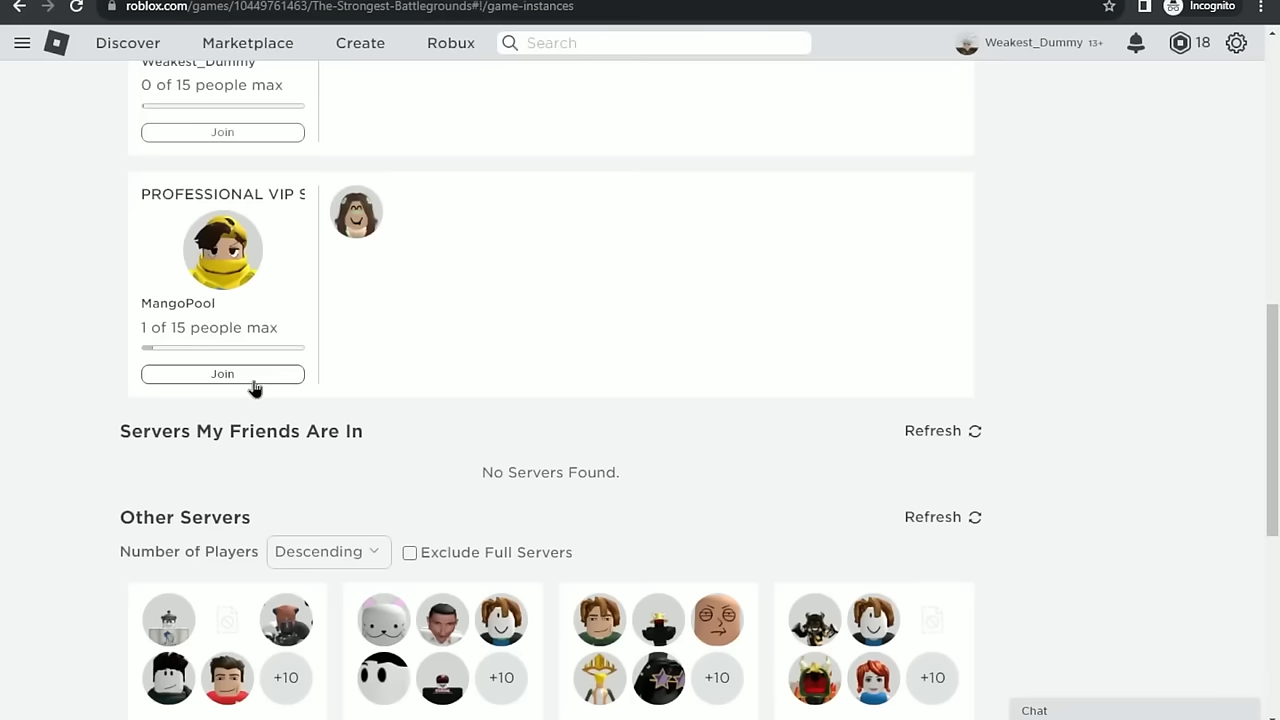 roblox.com/games/10449761463/The-Strongest-Battlegrounds#!/game-instances
Incognito
Discover
Marketplace
Create
Robux
Search
Weakest_Dummy 13+
18
Weakest_Dummy
0 of 15 people max
Join
PROFESSIONAL VIP S
MangoPool
1 of 15 people max
Join
Servers My Friends Are In
Refresh
No Servers Found.
Other Servers
Refresh
Number of Players
Descending
Exclude Full Servers
+10
+10
+10
+10
Chat